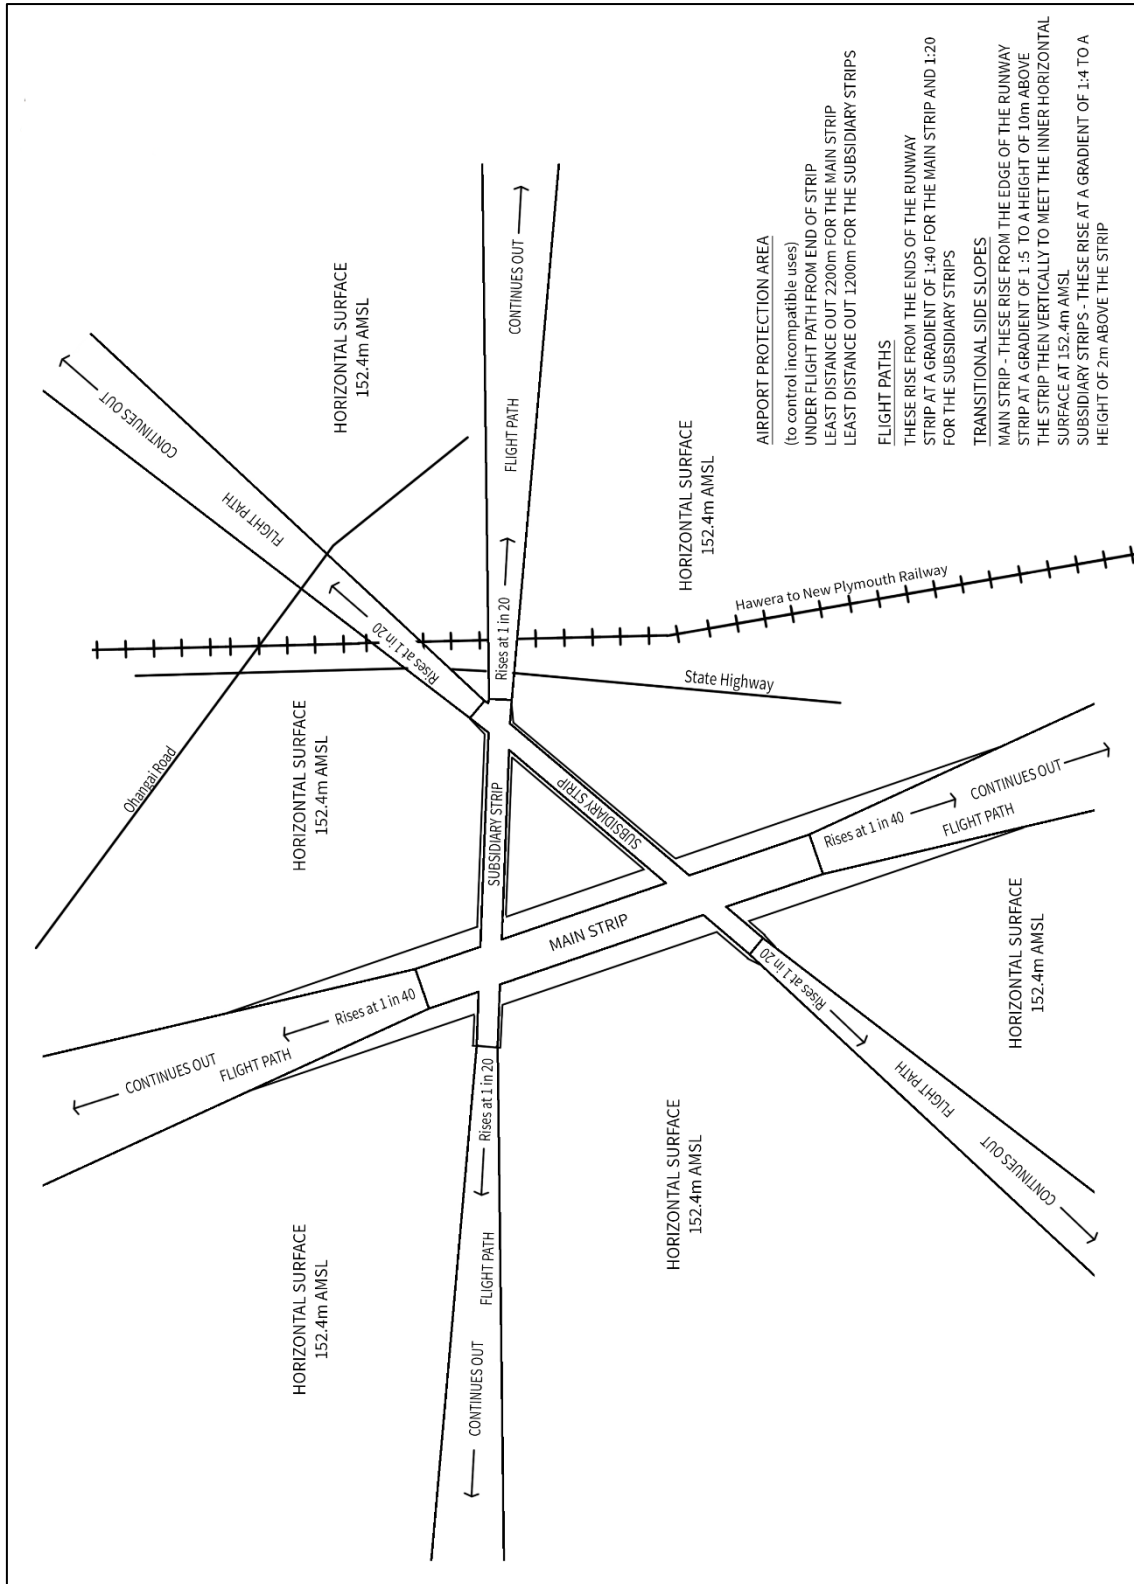 HORIZONTAL SURFACE
152.4m AMSL
HORIZONTAL SURFACE
152.4m AMSL
HORIZONTAL SURFACE
152.4m AMSL
HORIZONTAL SURFACE
152.4m AMSL
HORIZONTAL SURFACE
152.4m AMSL
HORIZONTAL SURFACE
152.4m AMSL
Ohangai Road
State Highway
Hawera to New Plymouth Railway
MAIN STRIP
SUBSIDIARY STRIP
SUBSIDIARY STRIP
CONTINUES OUT
FLIGHT PATH
Rises at 1 in 40
CONTINUES OUT
FLIGHT PATH
Rises at 1 in 20
CONTINUES OUT
FLIGHT PATH
Rises at 1 in 20
Rises at 1 in 20
FLIGHT PATH
CONTINUES OUT
Rises at 1 in 20
FLIGHT PATH
CONTINUES OUT
Rises at 1 in 40
FLIGHT PATH
CONTINUES OUT
AIRPORT PROTECTION AREA
(to control incompatible uses)
UNDER FLIGHT PATH FROM END OF STRIP
LEAST DISTANCE OUT 2200m FOR THE MAIN STRIP
LEAST DISTANCE OUT 1200m FOR THE SUBSIDIARY STRIPS
FLIGHT PATHS
THESE RISE FROM THE ENDS OF THE RUNWAY
STRIP AT A GRADIENT OF 1:40 FOR THE MAIN STRIP AND 1:20
FOR THE SUBSIDIARY STRIPS
TRANSITIONAL SIDE SLOPES
MAIN STRIP - THESE RISE FROM THE EDGE OF THE RUNWAY
STRIP AT A GRADIENT OF 1 :5 TO A HEIGHT OF 10m ABOVE
THE STRIP THEN VERTICALLY TO MEET THE INNER HORIZONTAL
SURFACE AT 152.4m AMSL
SUBSIDIARY STRIPS - THESE RISE AT A GRADIENT OF 1:4 TO A
HEIGHT OF 2m ABOVE THE STRIP